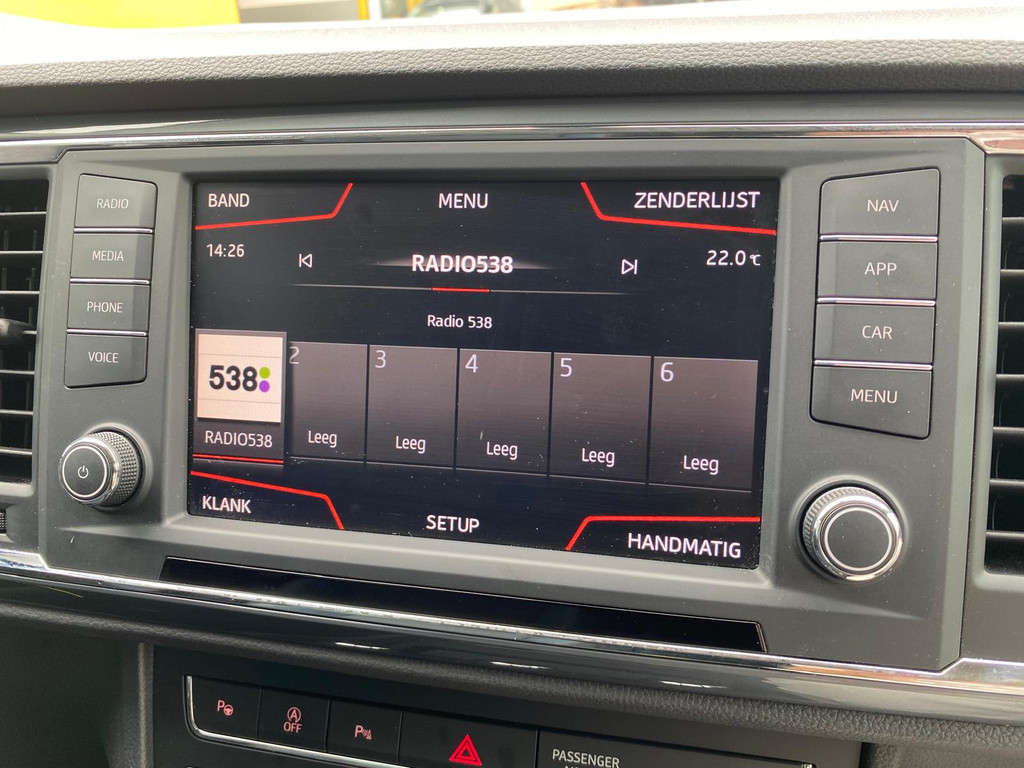 RADIO
MEDIA
PHONE
VOICE
BAND
MENU
ZENDERLIJST
14:26
RADIO538
22.0°C
Radio 538
538
RADIO538
2
Leeg
3
Leeg
4
Leeg
5
Leeg
6
Leeg
KLANK
SETUP
HANDMATIG
NAV
APP
CAR
MENU
P
A
OFF
P
PASSENGER